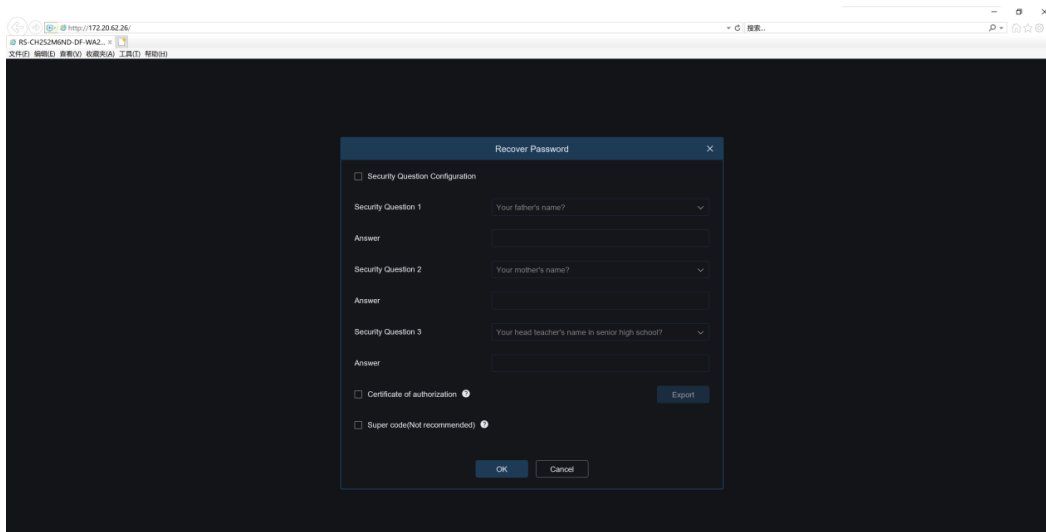 http://172.20.62.26/
搜索...
RS-CH252M6ND-DF-WA2...
文件(F) 编辑(E) 查看(V) 收藏夹(A) 工具(T) 帮助(H)
Recover Password
Security Question Configuration
Security Question 1 Your father's name?
Answer
Security Question 2 Your mother's name?
Answer
Security Question 3 Your head teacher's name in senior high school?
Answer
Certificate of authorization ?
Export
Super code(Not recommended) ?
OK Cancel